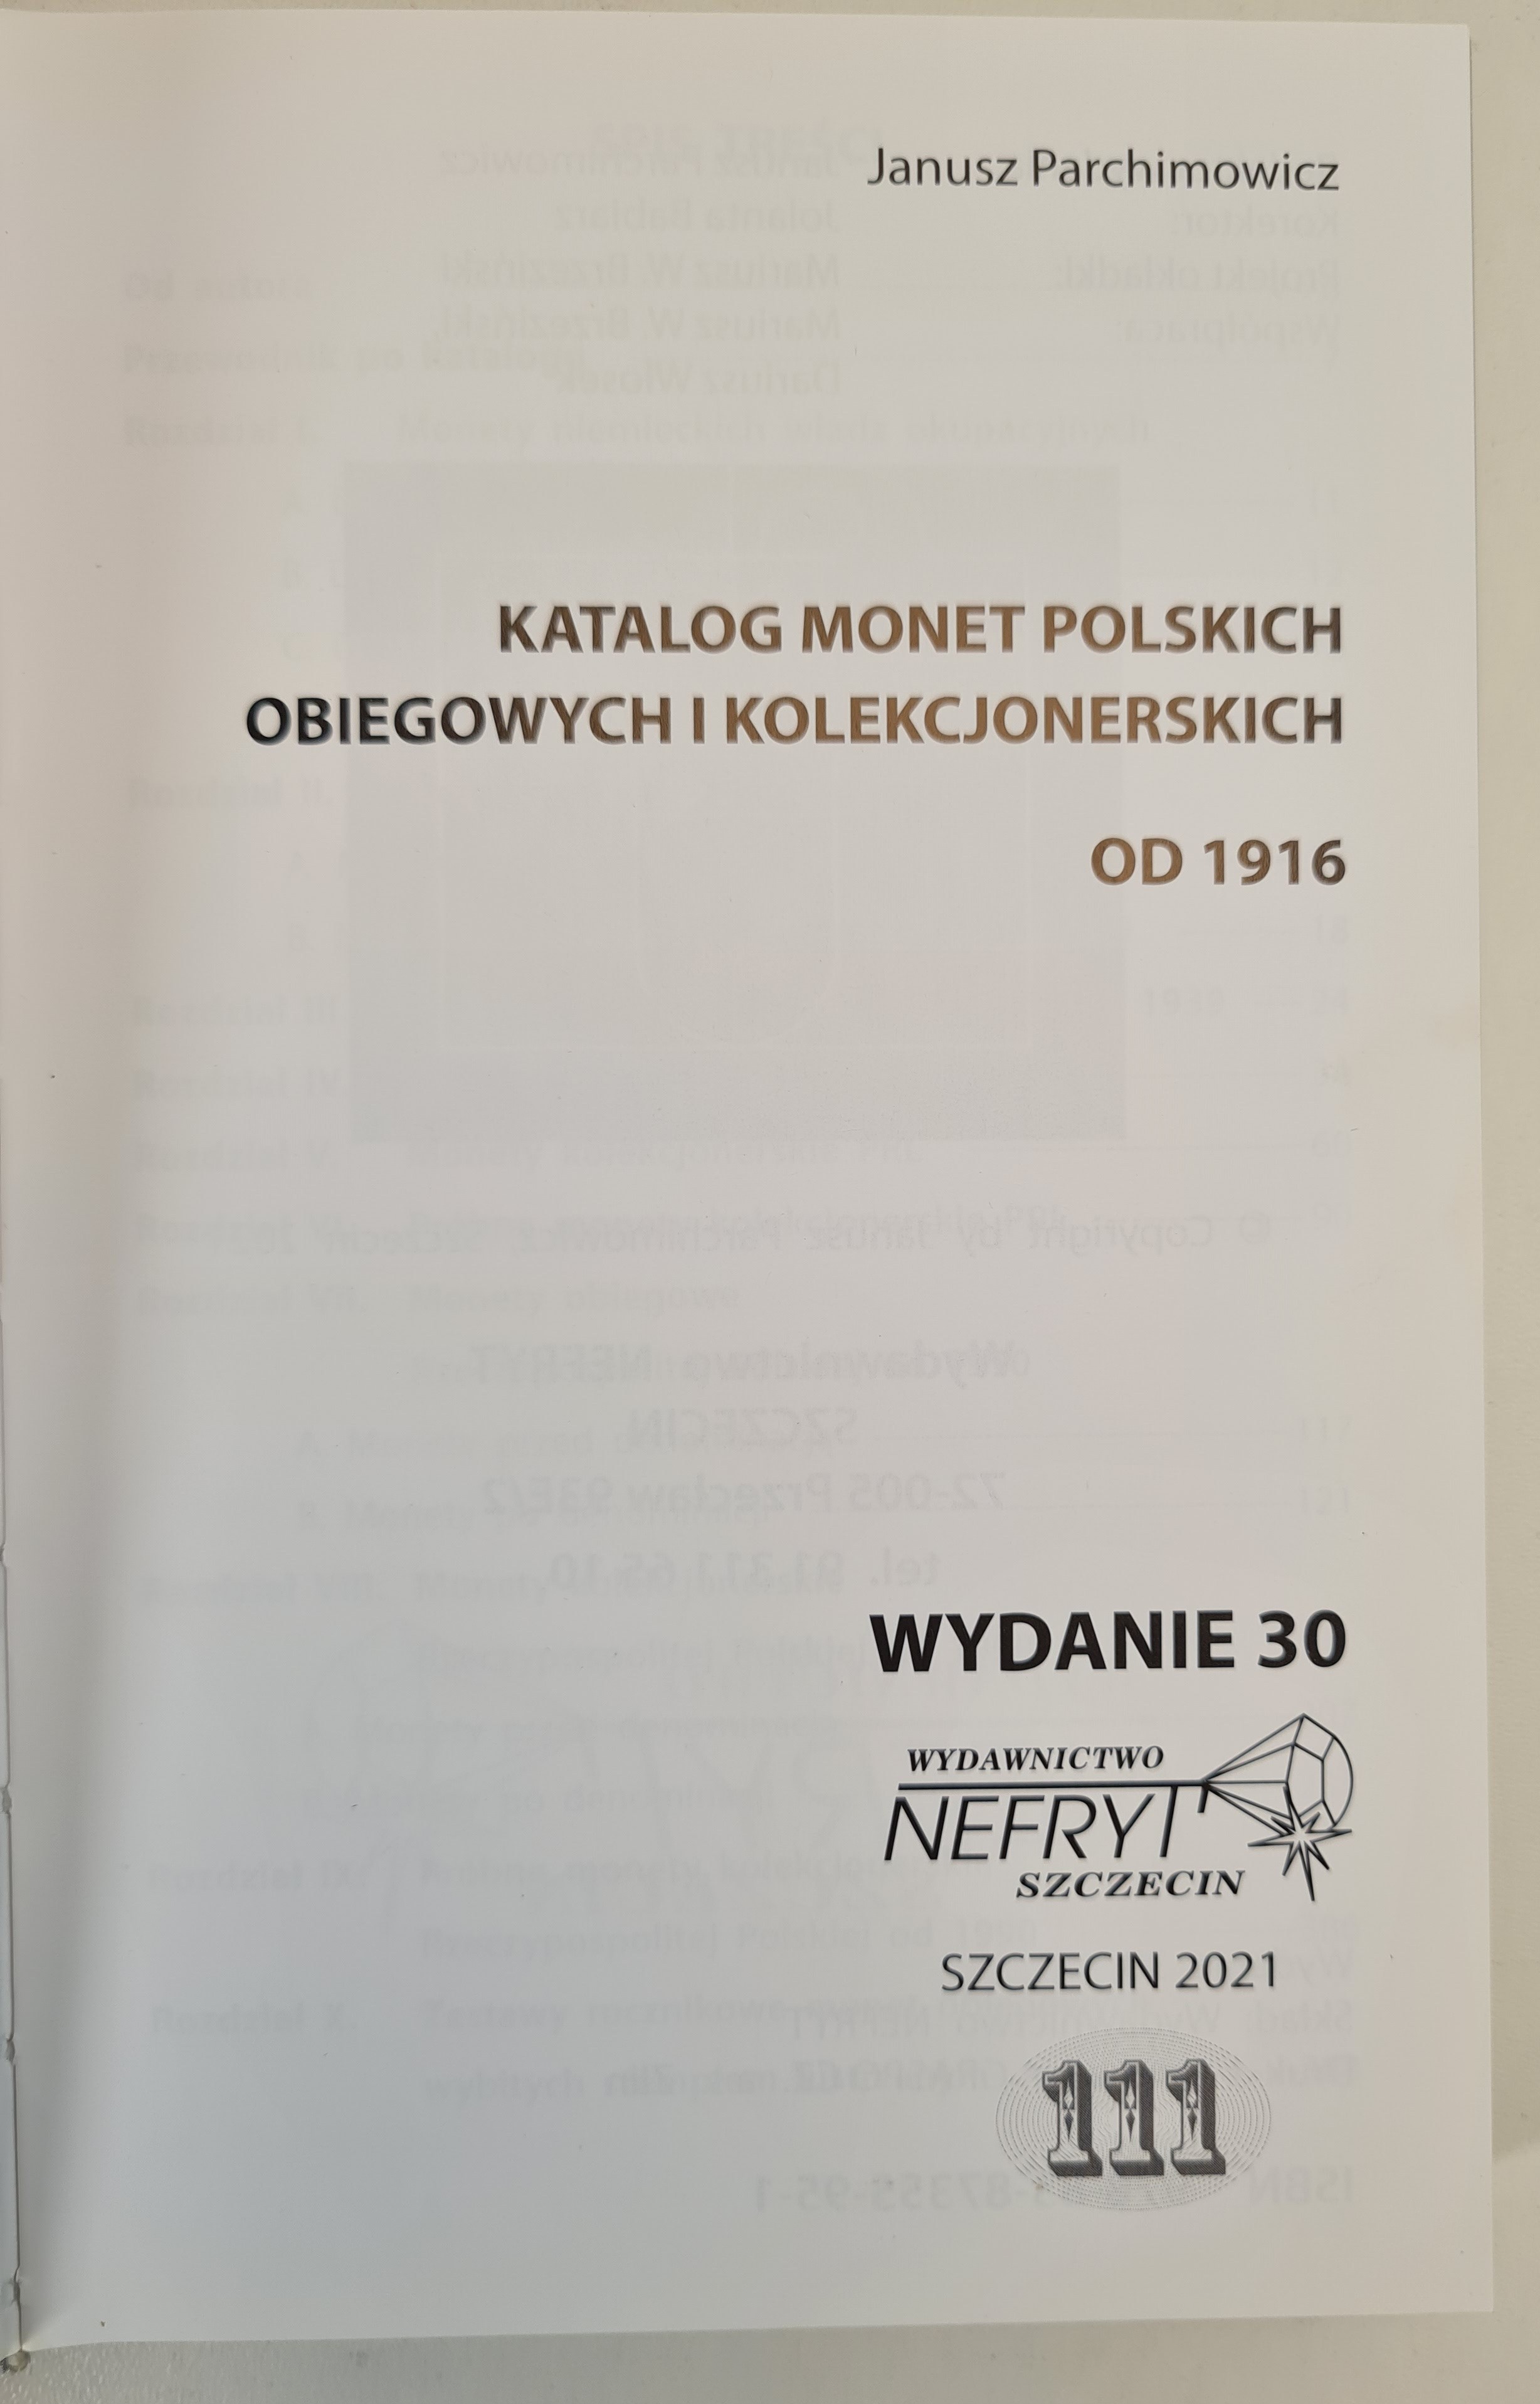 Janusz Parchimowicz
KATALOG MONET POLSKICH
OBIEGOWYCH I KOLEKCJONERSKICH
OD 1916
WYDANIE 30
WYDAWNICTWO
NEFRYT
SZCZECIN
SZCZECIN 2021
111